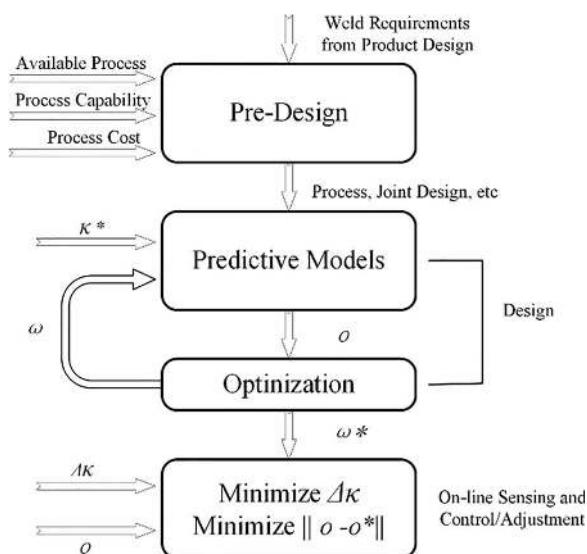 Weld Requirements
from Product Design
Available Process
Process Capability
Process Cost
Pre-Design
Process, Joint Design, etc
κ*
Predictive Models
ω
Design
o
Optinization
ω*
Δκ
o
Minimize Δκ
Minimize || o -o*||
On-line Sensing and
Control/Adjustment